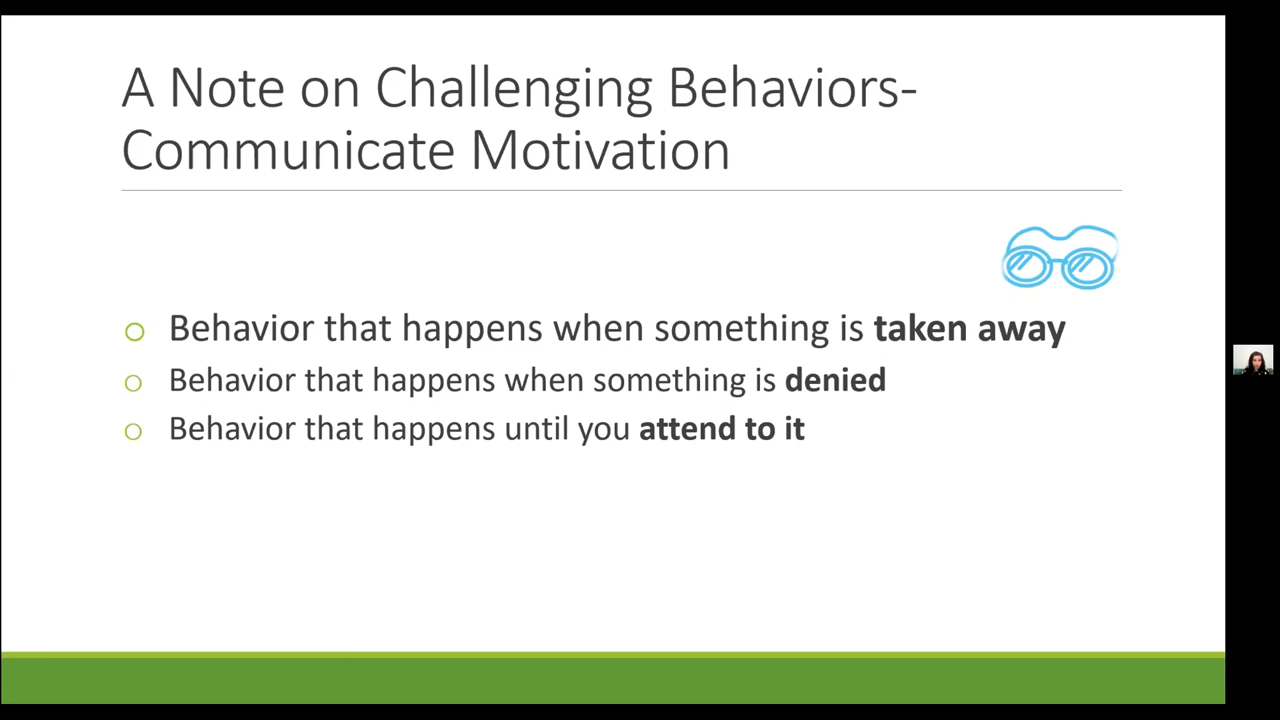 A Note on Challenging Behaviors-
Communicate Motivation
o Behavior that happens when something is taken away
o Behavior that happens when something is denied
o Behavior that happens until you attend to it